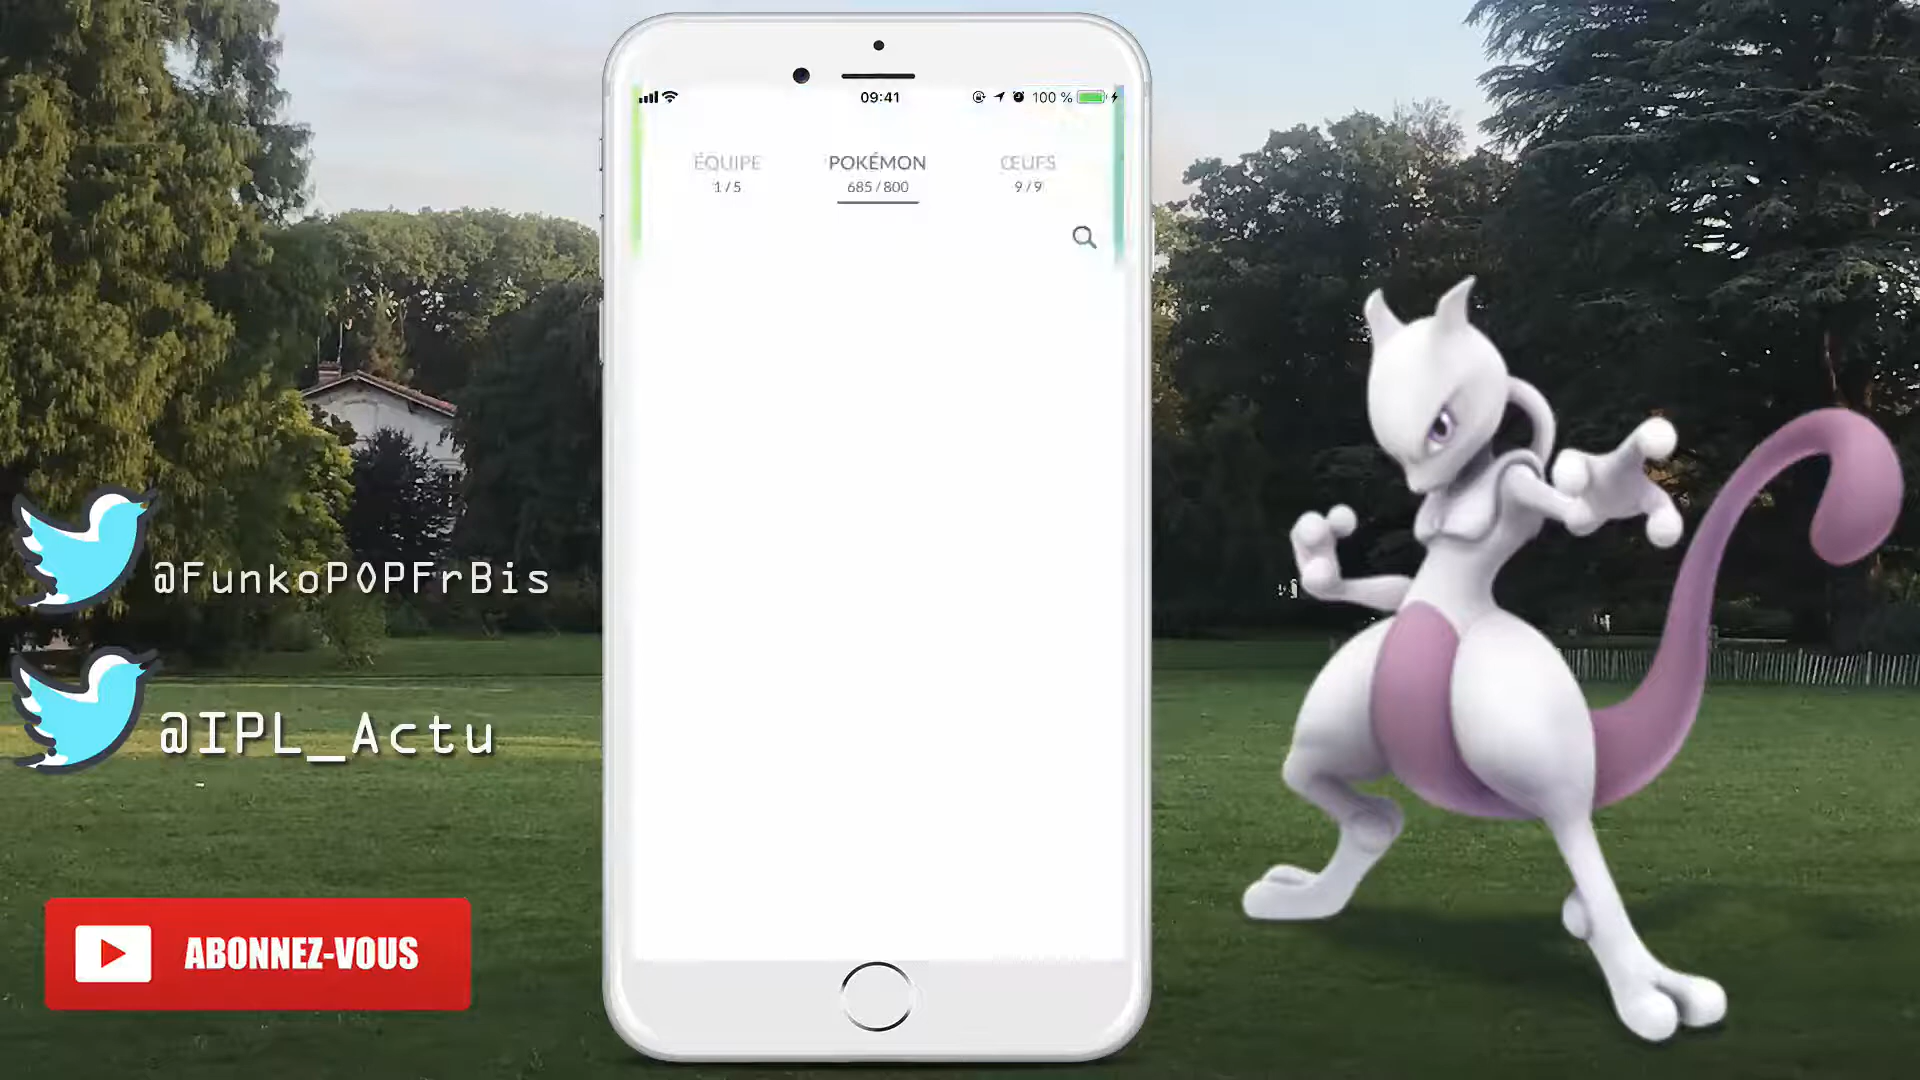 09:41
100 %
ÉQUIPE
1 / 5
POKÉMON
685 / 800
ŒUFS
9 / 9
@FunkoPOPFrBis
@IPL_Actu
ABONNEZ-VOUS